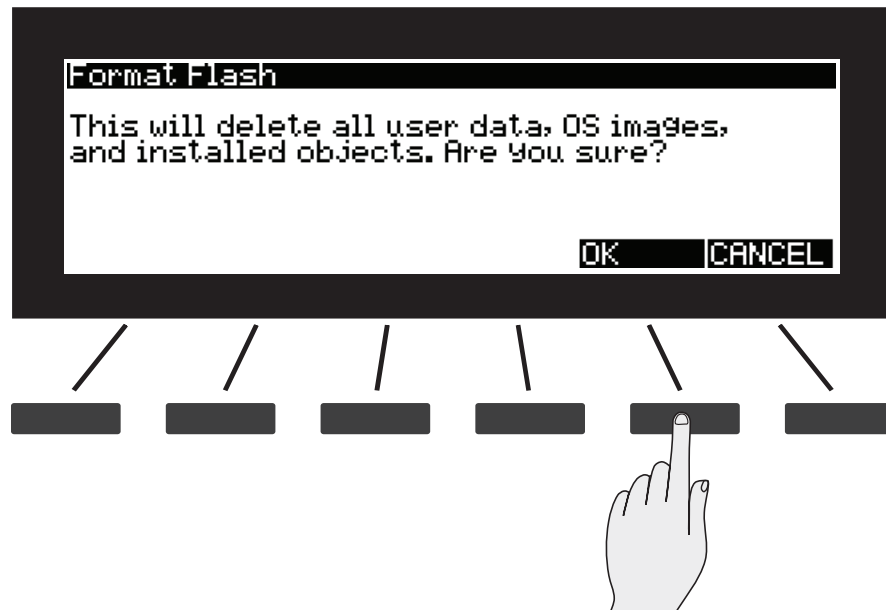 Format Flash
This will delete all user data, OS images,
and installed objects. Are you sure?
OK CANCEL